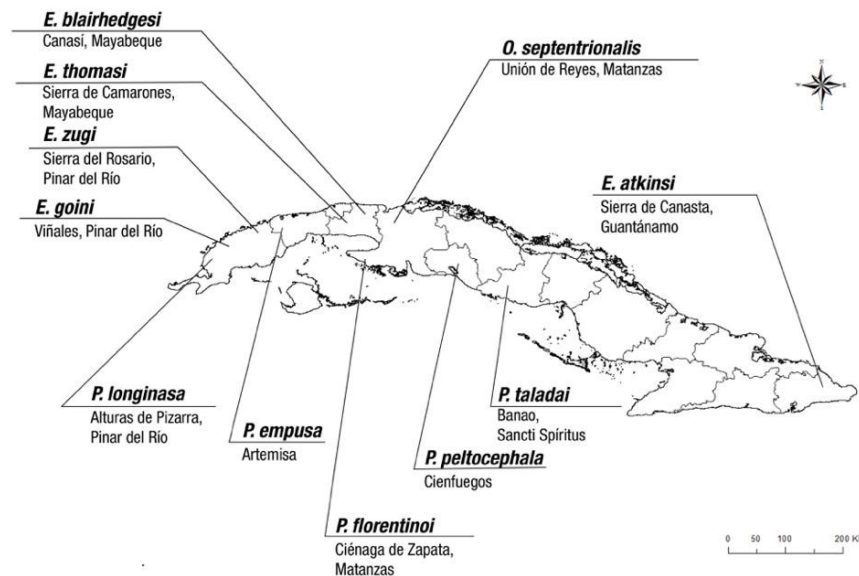 E. blairhedgesi
Canasí, Mayabeque
E. thomasi
Sierra de Camarones,
Mayabeque
E. zugi
Sierra del Rosario,
Pinar del Río
E. goini
Viñales, Pinar del Río
O. septentrionalis
Unión de Reyes, Matanzas
N
W
E
S
E. atkinsi
Sierra de Canasta,
Guantánamo
P. longinasa
Alturas de Pizarra,
Pinar del Río
P. empusa
Artemisa
P. florentinoi
Ciénaga de Zapata,
Matanzas
P. peltocephala
Cienfuegos
P. taladai
Banao,
Sancti Spíritus
0 50 100 200 K